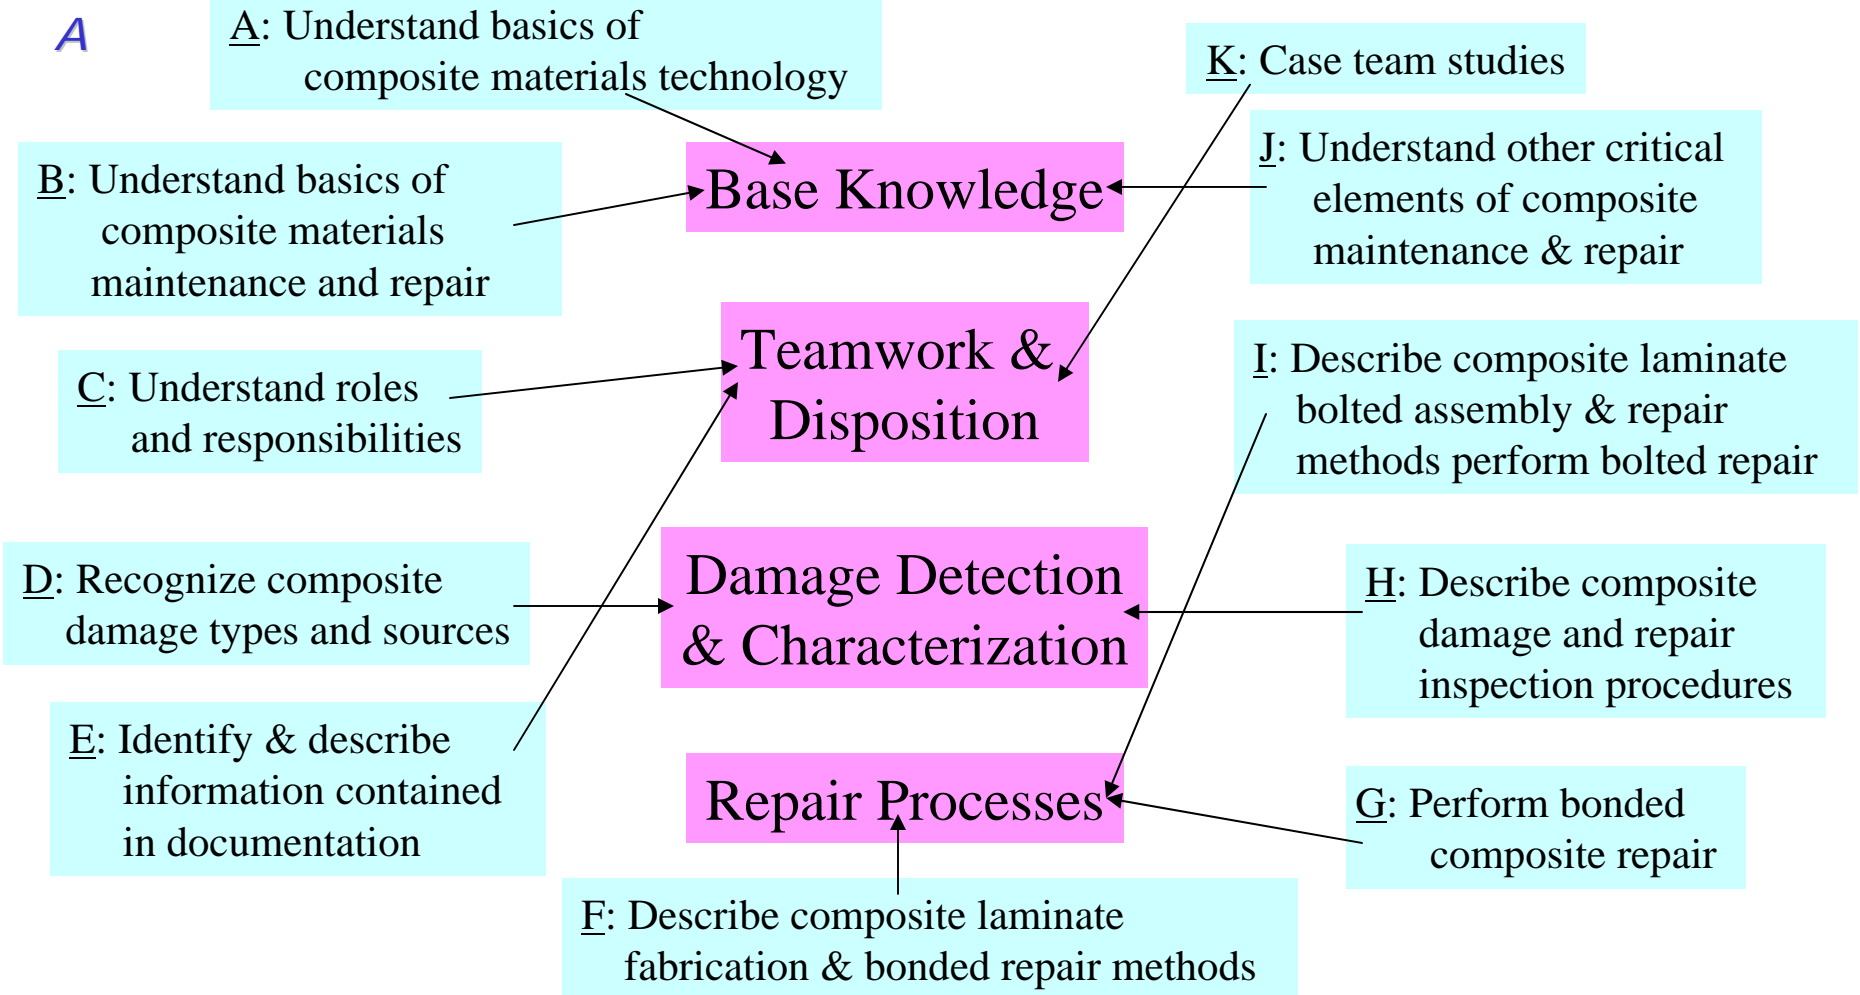 A
A: Understand basics of
composite materials technology
K: Case team studies
B: Understand basics of
composite materials
maintenance and repair
Base Knowledge
J: Understand other critical
elements of composite
maintenance & repair
C: Understand roles
and responsibilities
Teamwork &
Disposition
I: Describe composite laminate
bolted assembly & repair
methods perform bolted repair
D: Recognize composite
damage types and sources
Damage Detection
& Characterization
H: Describe composite
damage and repair
inspection procedures
E: Identify & describe
information contained
in documentation
Repair Processes
G: Perform bonded
composite repair
F: Describe composite laminate
fabrication & bonded repair methods